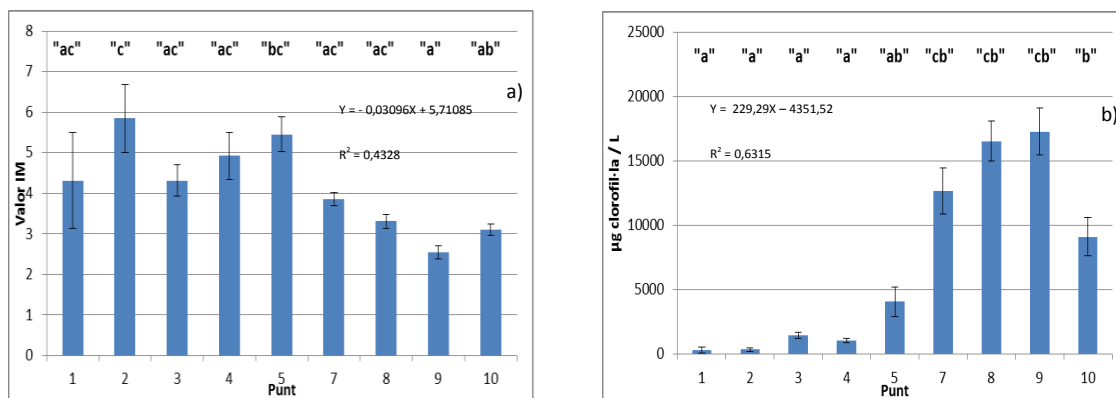 8
7
6
5
4
3
2
1
0
Valor IM
"ac" "c" "ac" "ac" "bc" "ac" "ac" "a" "ab"
a)
Y = - 0,03096X + 5,71085
R² = 0,4328
1 2 3 4 5 7 8 9 10
Punt
25000
20000
15000
10000
5000
0
µg clorofil·la / L
"a" "a" "a" "a" "ab" "cb" "cb" "cb" "b"
b)
Y = 229,29X – 4351,52
R² = 0,6315
1 2 3 4 5 7 8 9 10
Punt